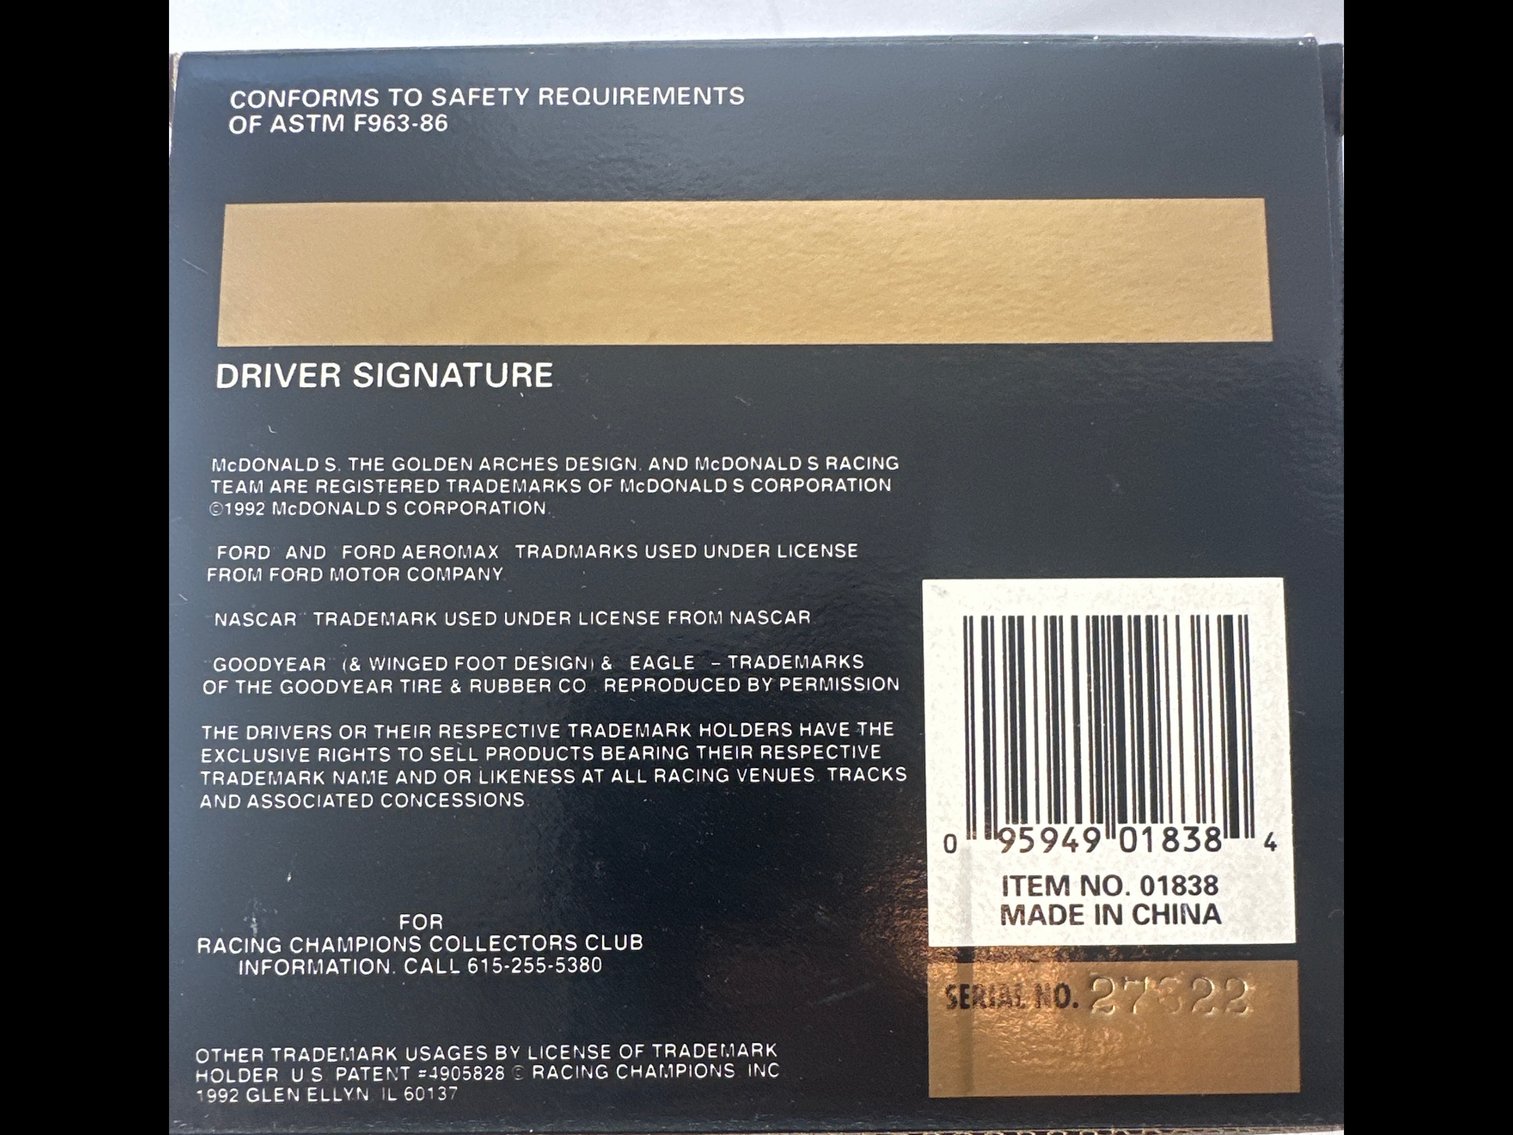 CONFORMS TO SAFETY REQUIREMENTS
OF ASTM F963-86
DRIVER SIGNATURE
McDONALD S, THE GOLDEN ARCHES DESIGN, AND McDONALD S RACING
TEAM ARE REGISTERED TRADEMARKS OF McDONALD S CORPORATION
©1992 McDONALD S CORPORATION.
FORD AND FORD AEROMAX TRADMARKS USED UNDER LICENSE
FROM FORD MOTOR COMPANY
NASCAR TRADEMARK USED UNDER LICENSE FROM NASCAR
GOODYEAR (& WINGED FOOT DESIGN) & EAGLE – TRADEMARKS
OF THE GOODYEAR TIRE & RUBBER CO REPRODUCED BY PERMISSION
THE DRIVERS OR THEIR RESPECTIVE TRADEMARK HOLDERS HAVE THE
EXCLUSIVE RIGHTS TO SELL PRODUCTS BEARING THEIR RESPECTIVE
TRADEMARK NAME AND OR LIKENESS AT ALL RACING VENUES TRACKS
AND ASSOCIATED CONCESSIONS
0 95949 01838 4
ITEM NO. 01838
MADE IN CHINA
FOR
RACING CHAMPIONS COLLECTORS CLUB
INFORMATION, CALL 615-255-5380
SERIAL NO.
OTHER TRADEMARK USAGES BY LICENSE OF TRADEMARK
HOLDER U S PATENT #4905828 © RACING CHAMPIONS INC
1992 GLEN ELLYN IL 60137